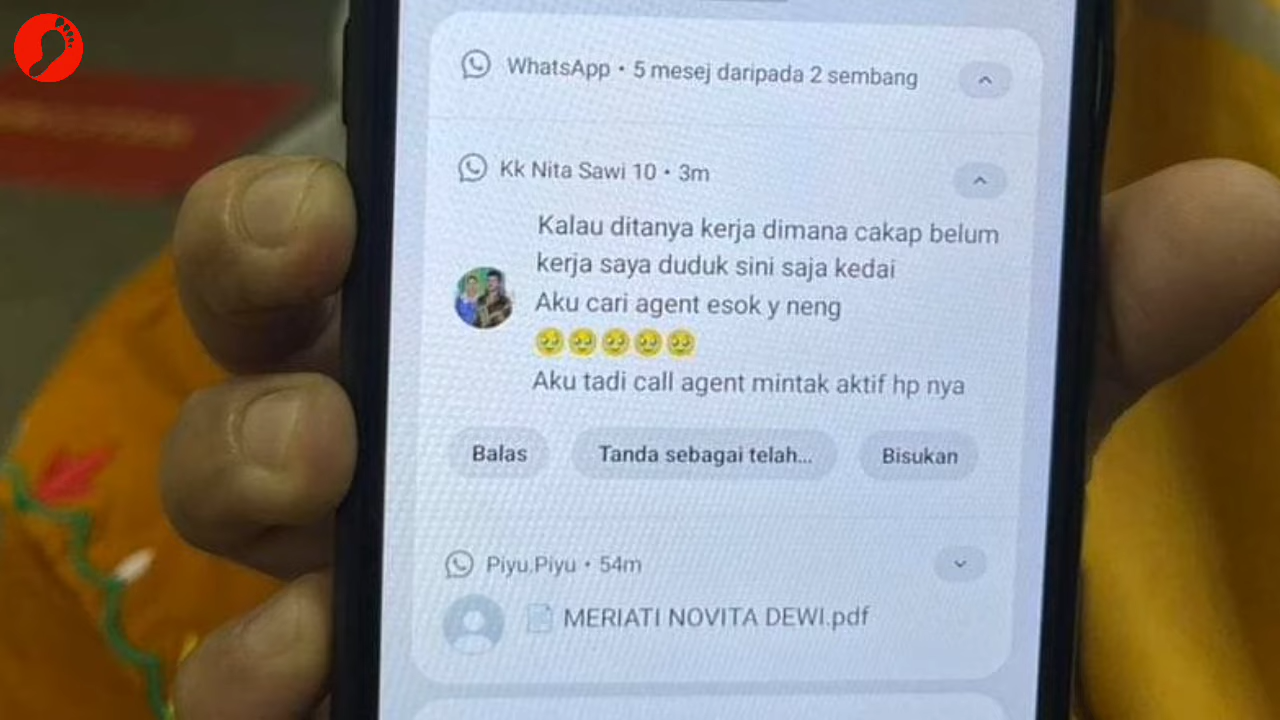 WhatsApp • 5 mesej daripada 2 sembang
Kk Nita Sawi 10 • 3m
Kalau ditanya kerja dimana cakap belum
kerja saya duduk sini saja kedai
Aku cari agent esok y neng
🥹🥹🥹🥹🥹
Aku tadi call agent mintak aktif hp nya
Balas
Tanda sebagai telah...
Bisukan
Piyu,Piyu • 54m
📄 MERIATI NOVITA DEWI.pdf